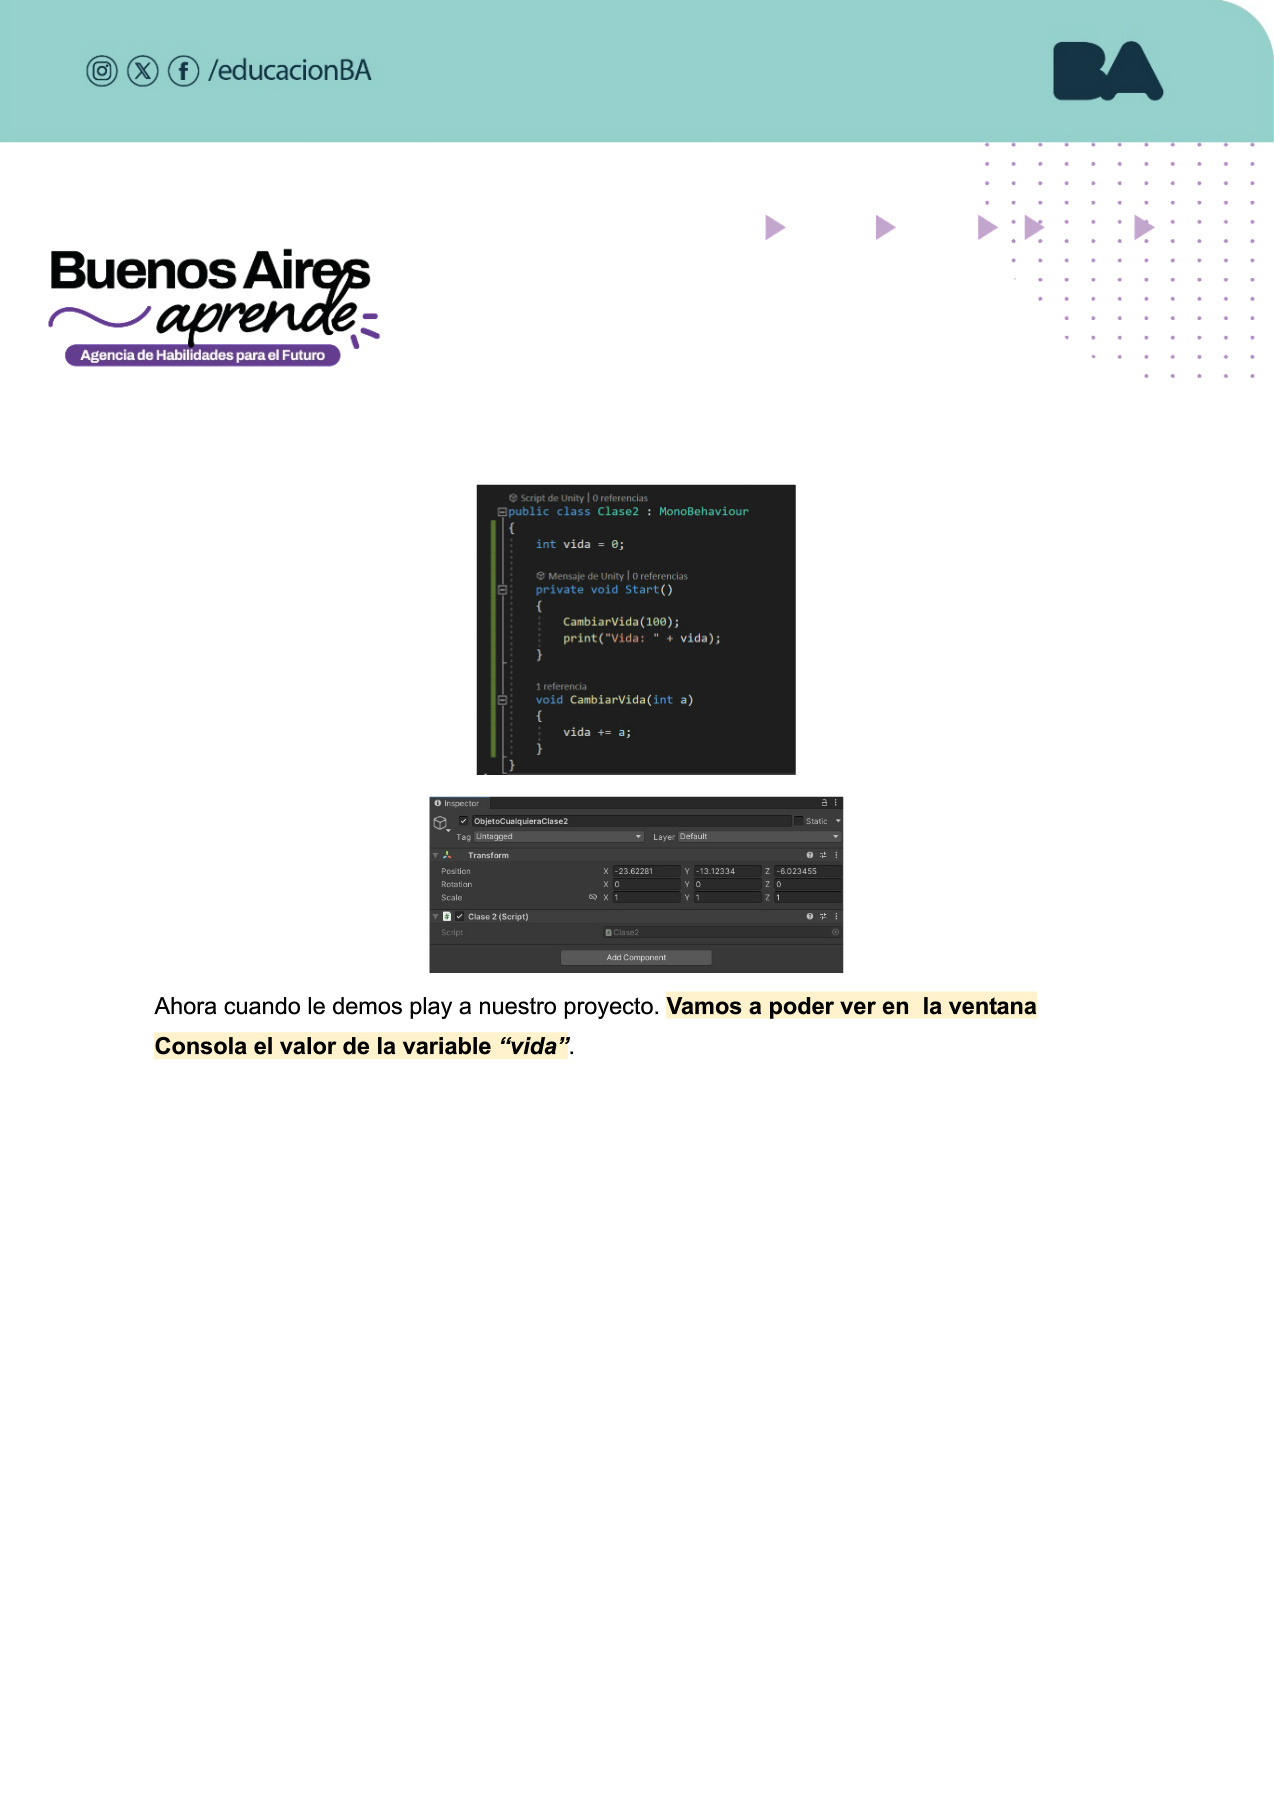 /educacionBA
BA
Buenos Aires
aprende
Agencia de Habilidades para el Futuro
Script de Unity | 0 referencias
public class Clase2 : MonoBehaviour
{
int vida = 0;
Mensaje de Unity | 0 referencias
private void Start()
{
CambiarVida(100);
print("Vida: " + vida);
}
1 referencia
void CambiarVida(int a)
{
vida += a;
}
}
Inspector
ObjetoCualquieraClase2 Static
Tag Untagged Layer Default
Transform
Position X -23.62281 Y -13.12334 Z -6.023455
Rotation X 0 Y 0 Z 0
Scale X 1 Y 1 Z 1
# Clase 2 (Script)
Script Clase2
Add Component
Ahora cuando le demos play a nuestro proyecto. Vamos a poder ver en  la ventana
Consola el valor de la variable “vida”.